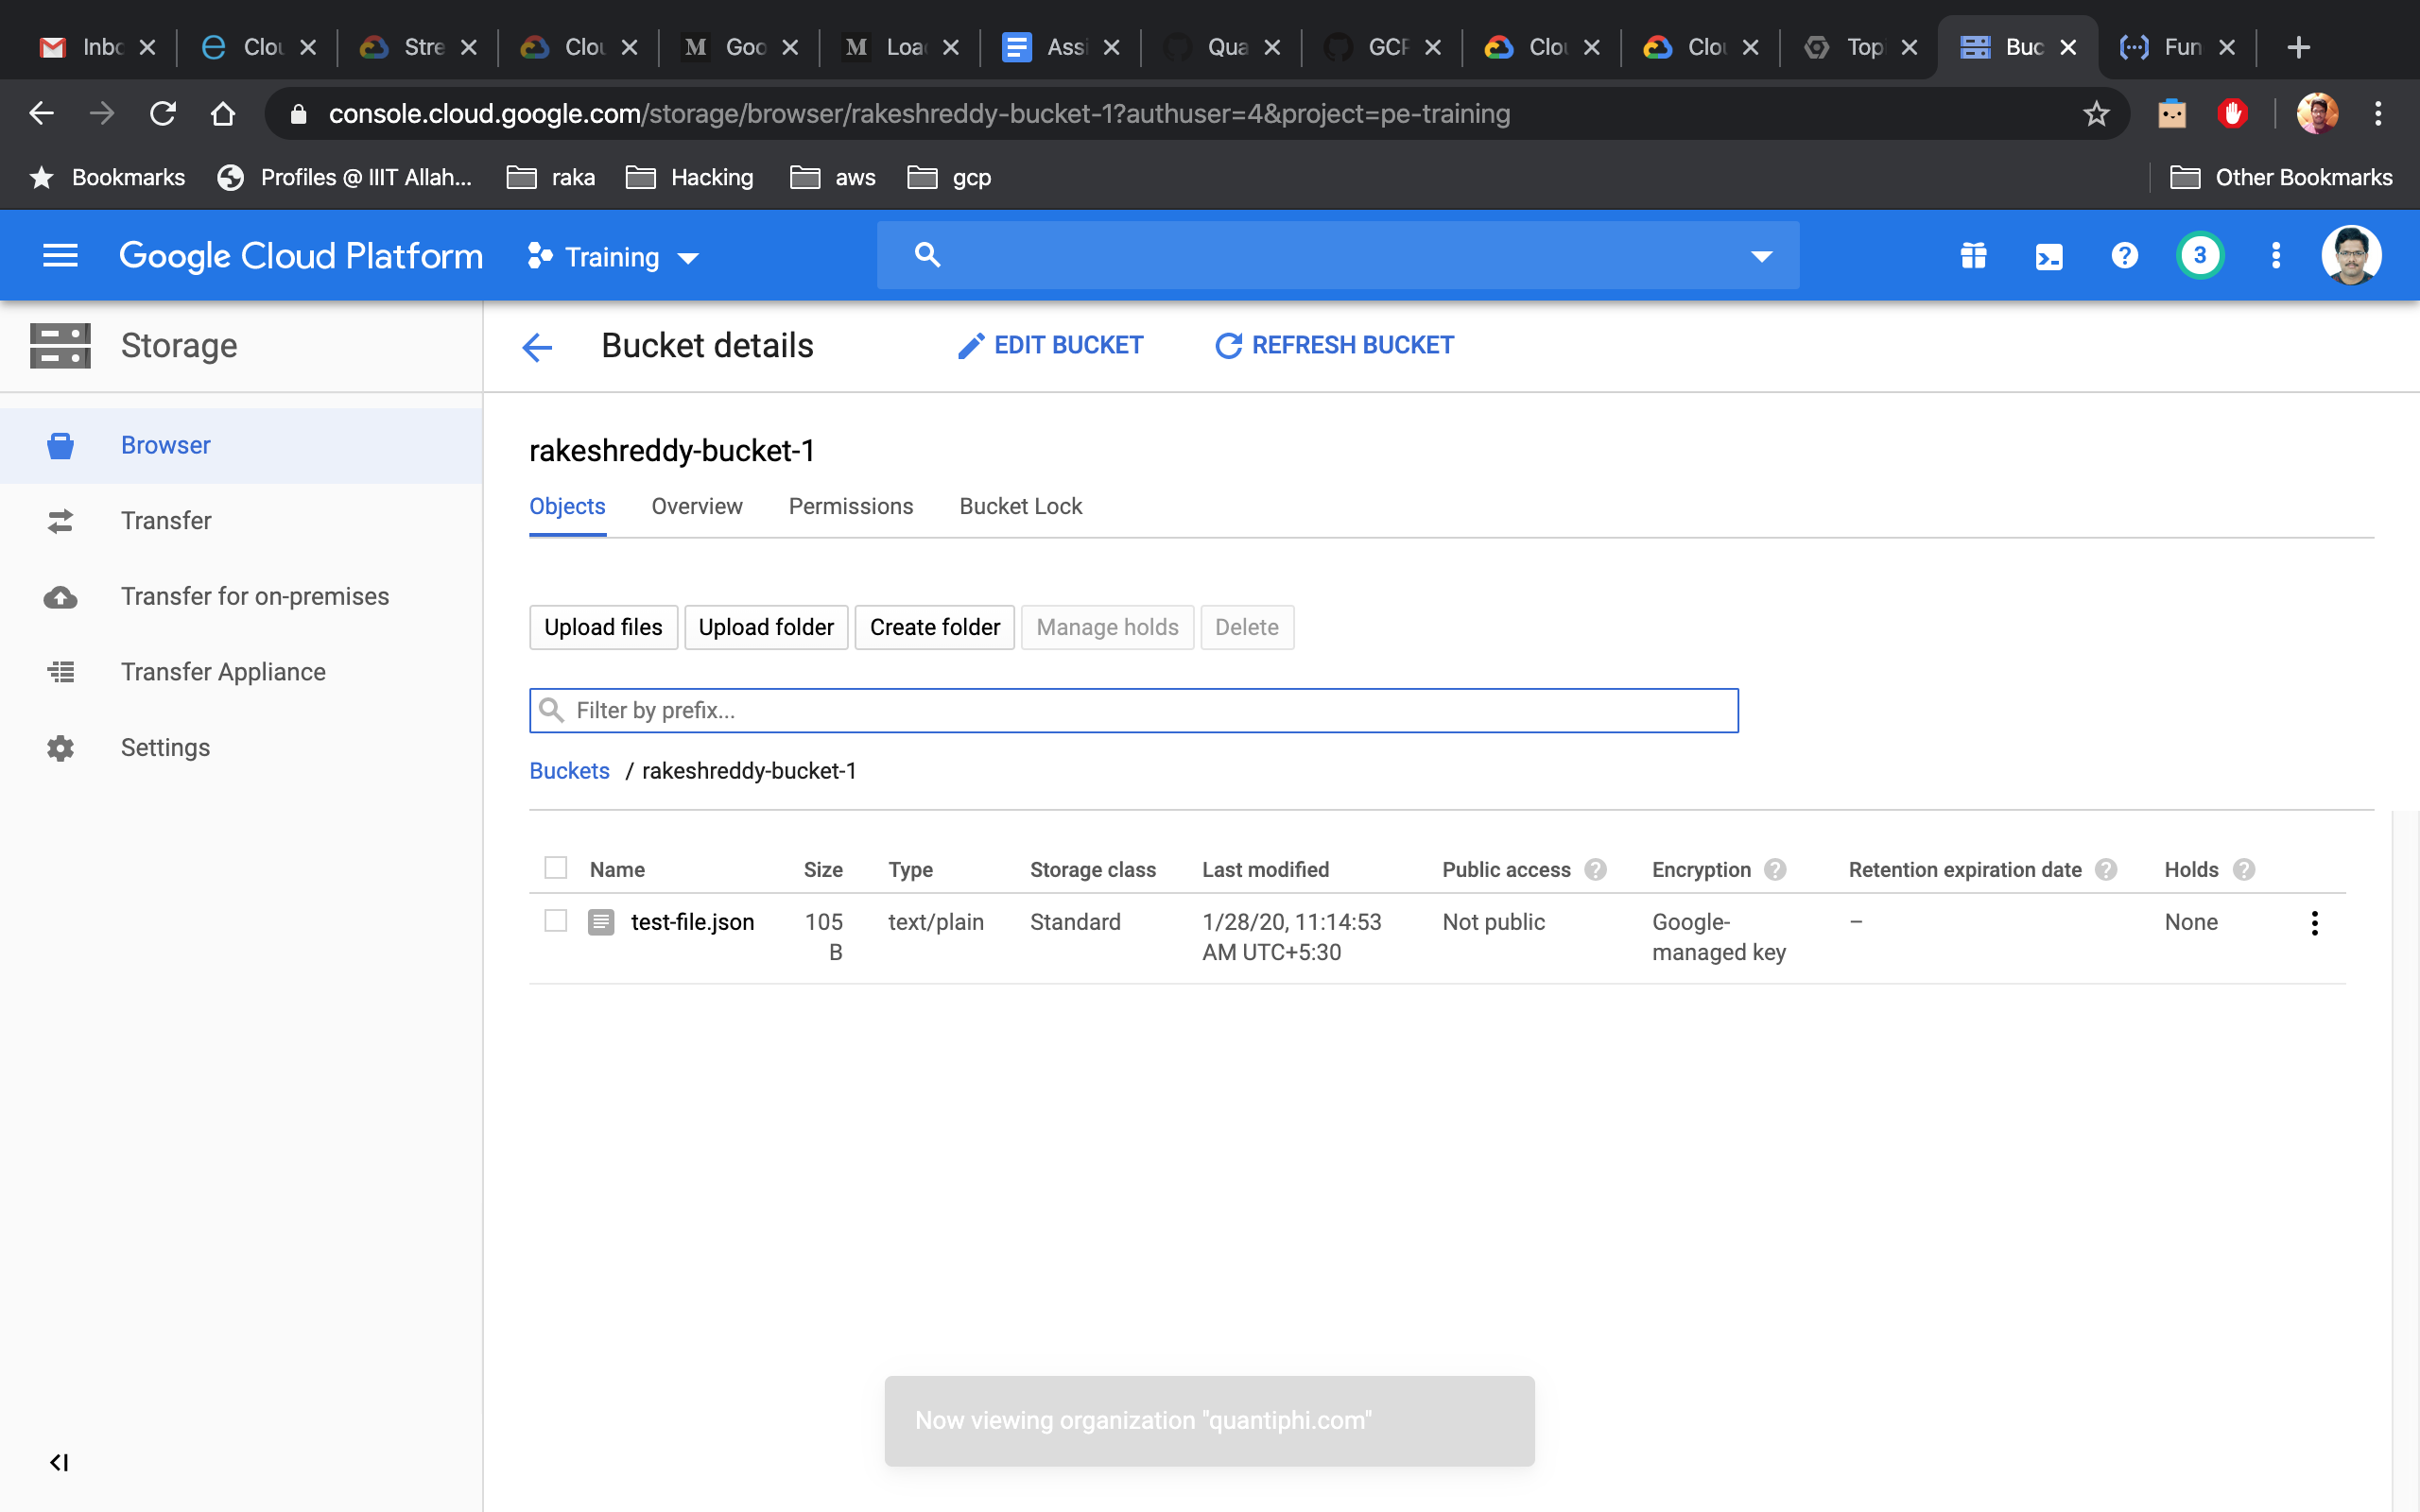 Inbo Clou Stre Clou Goo Loa Assi Qua GCP Clou Clou Topi Buc Fun
console.cloud.google.com/storage/browser/rakeshreddy-bucket-1?authuser=4&project=pe-training
Bookmarks Profiles @ IIIT Allah... raka Hacking aws gcp Other Bookmarks
Google Cloud Platform Training 3
Storage
Bucket details EDIT BUCKET REFRESH BUCKET
Browser
Transfer
Transfer for on-premises
Transfer Appliance
Settings
rakeshreddy-bucket-1
Objects Overview Permissions Bucket Lock
Upload files Upload folder Create folder Manage holds Delete
Filter by prefix...
Buckets / rakeshreddy-bucket-1
Name Size Type Storage class Last modified Public access Encryption Retention expiration date Holds
test-file.json 105 text/plain Standard 1/28/20, 11:14:53 Not public Google- – None
B AM UTC+5:30 managed key
Now viewing organization "quantiphi.com"